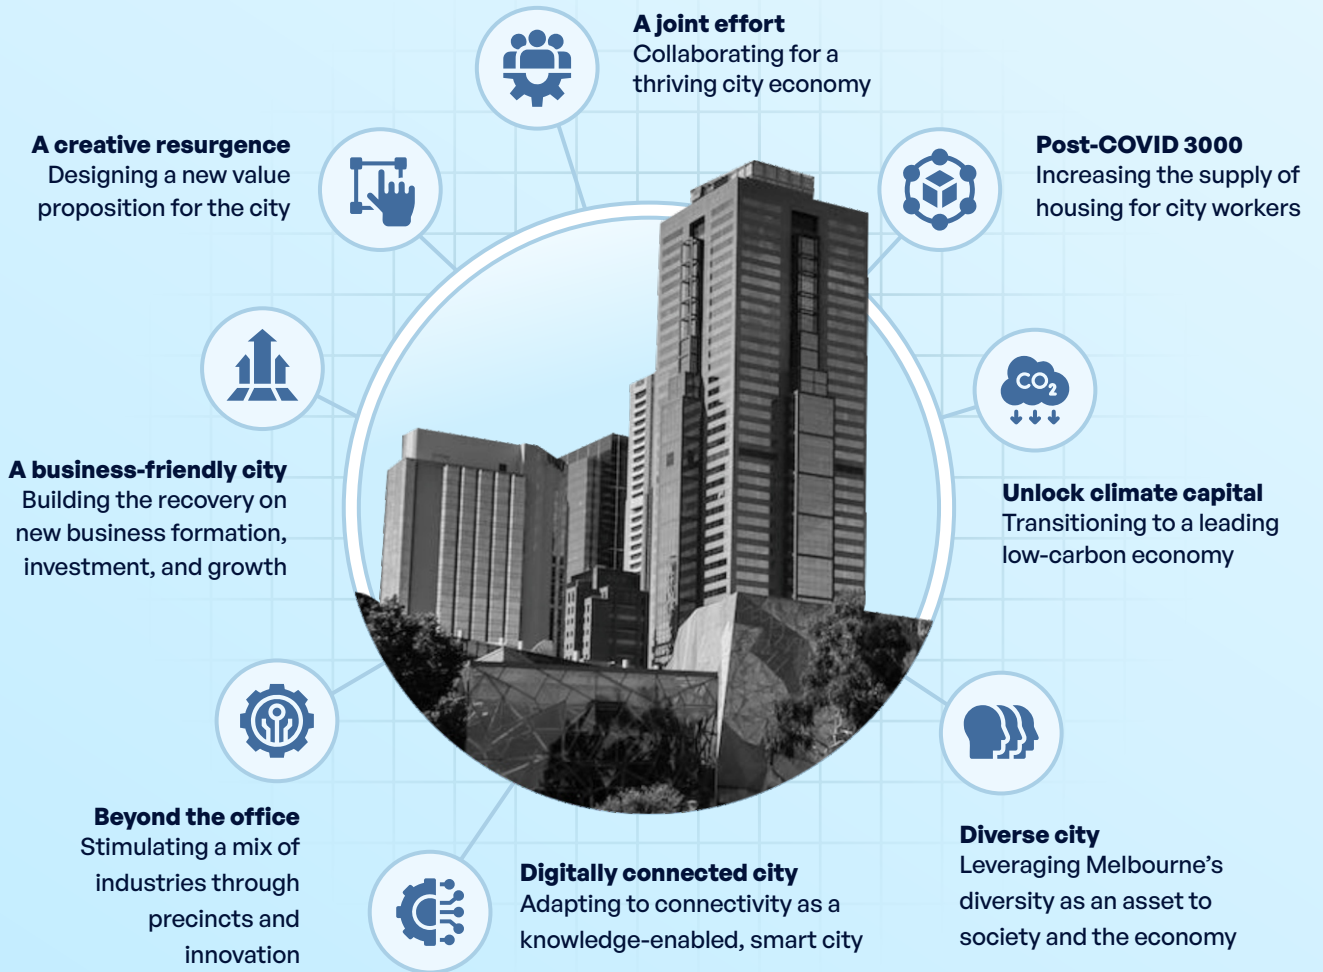 A joint effort
Collaborating for a
thriving city economy
A creative resurgence
Designing a new value
proposition for the city
Post-COVID 3000
Increasing the supply of
housing for city workers
CO₂
A business-friendly city
Building the recovery on
new business formation,
investment, and growth
Unlock climate capital
Transitioning to a leading
low-carbon economy
Beyond the office
Stimulating a mix of
industries through
precincts and
innovation
Digitally connected city
Adapting to connectivity as a
knowledge-enabled, smart city
Diverse city
Leveraging Melbourne’s
diversity as an asset to
society and the economy